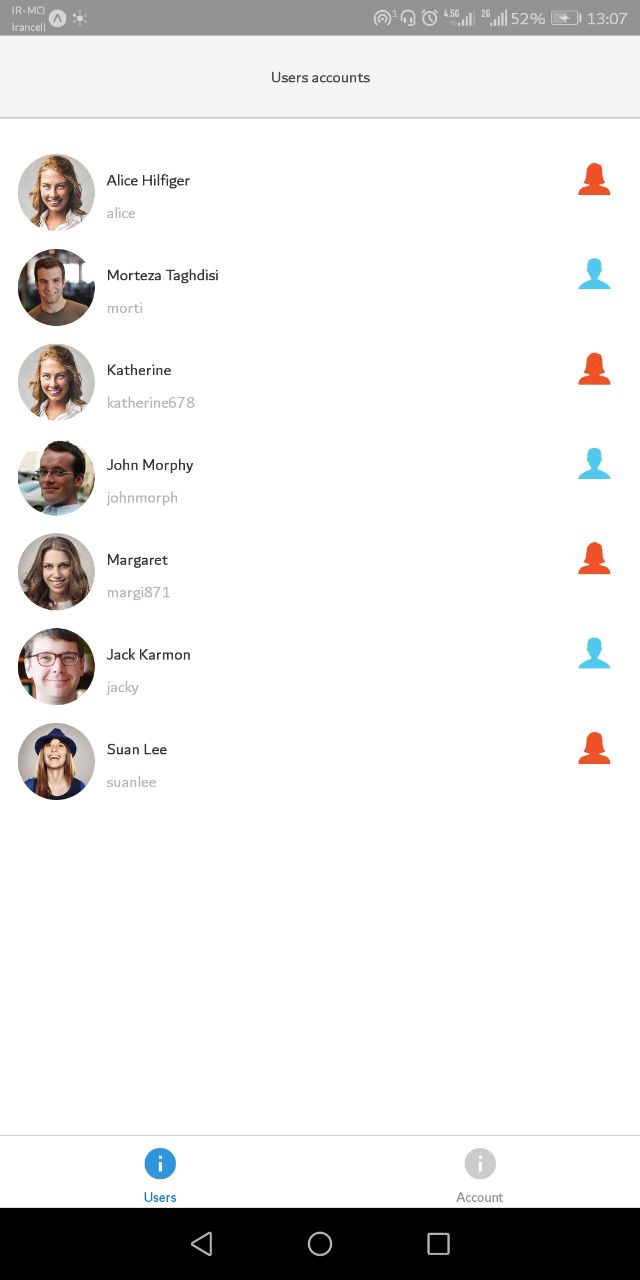 IR-MCI
Irancell
1
4.5G
2G
52%
13:07
Users accounts
Alice Hilfiger
alice
Morteza Taghdisi
morti
Katherine
katherine678
John Morphy
johnmorph
Margaret
margi871
Jack Karmon
jacky
Suan Lee
suanlee
Users
Account